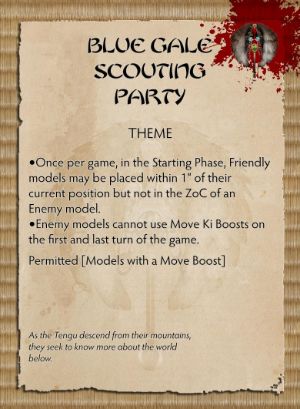 BLUE GALE
SCOUTING
PARTY
THEME
•Once per game, in the Starting Phase, Friendly
models may be placed within 1" of their
current position but not in the ZoC of an
Enemy model.
•Enemy models cannot use Move Ki Boosts on
the first and last turn of the game.
Permitted [Models with a Move Boost]
As the Tengu descend from their mountains,
they seek to know more about the world
below.